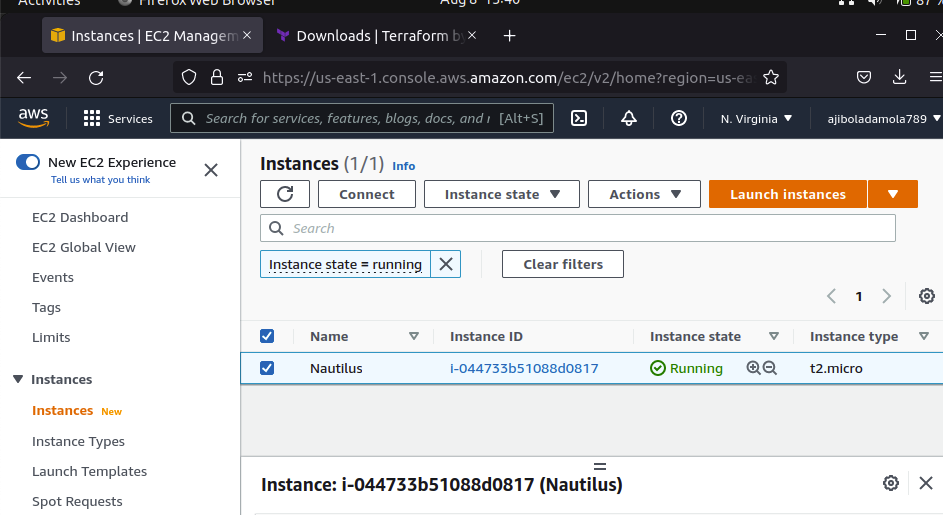 Activities Firefox Web Browser Aug 8 15:40 87 %
Instances | EC2 Managem
Downloads | Terraform by
https://us-east-1.console.aws.amazon.com/ec2/v2/home?region=us-ea
aws Services Search for services, features, blogs, docs, and r [Alt+S] N. Virginia ajiboladamola789
New EC2 Experience
Tell us what you think
EC2 Dashboard
EC2 Global View
Events
Tags
Limits
Instances
Instances New
Instance Types
Launch Templates
Spot Requests
Instances (1/1) Info
Connect Instance state Actions Launch instances
Search
Instance state = running Clear filters
1
Name Instance ID Instance state Instance type
Nautilus i-044733b51088d0817 Running t2.micro
Instance: i-044733b51088d0817 (Nautilus)